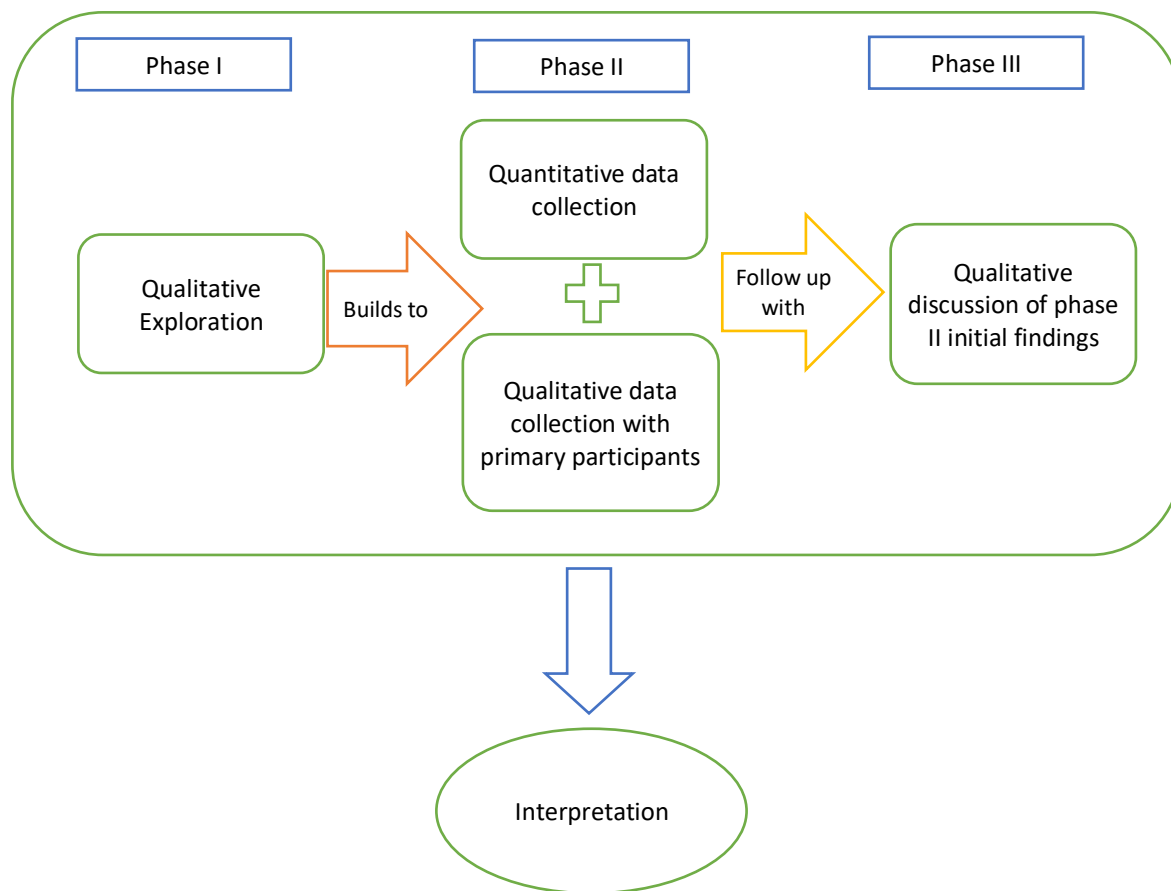 Phase I
Phase II
Phase III
Qualitative
Exploration
Builds to
Quantitative data
collection
Qualitative data
collection with
primary participants
Follow up
with
Qualitative
discussion of phase
II initial findings
Interpretation